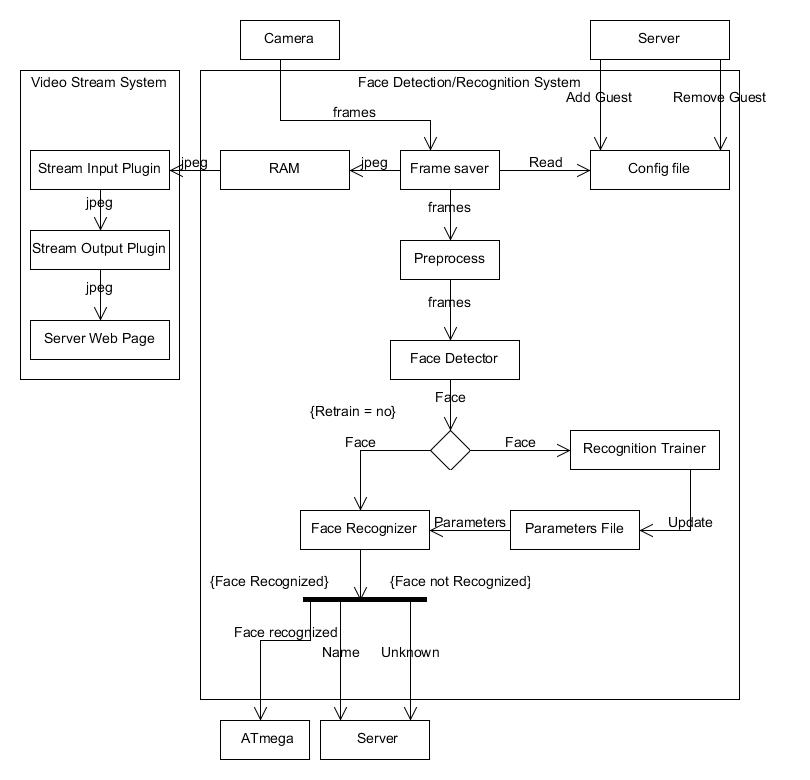 Camera
Server
Video Stream System
Face Detection/Recognition System
Add Guest
Remove Guest
frames
Stream Input Plugin
jpeg
RAM
jpeg
Frame saver
Read
Config file
jpeg
frames
Stream Output Plugin
Preprocess
jpeg
frames
Server Web Page
Face Detector
Face
{Retrain = no}
Face
Face
Recognition Trainer
Face Recognizer
Parameters
Parameters File
Update
{Face Recognized}
{Face not Recognized}
Face recognized
Name
Unknown
ATmega
Server